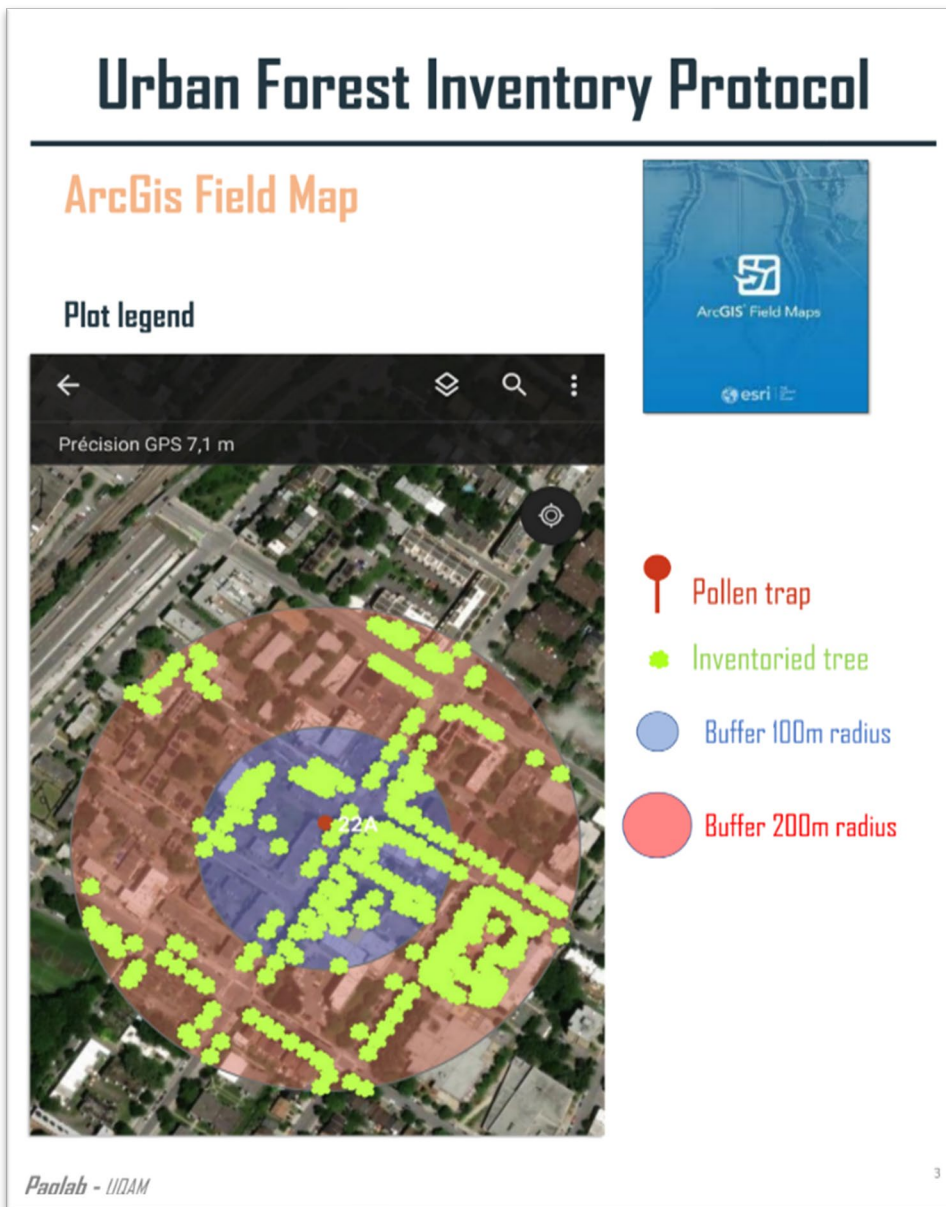 Urban Forest Inventory Protocol
ArcGis Field Map
ArcGIS Field Maps
esri
Plot legend
Précision GPS 7,1 m
22A
Pollen trap
Inventoried tree
Buffer 100m radius
Buffer 200m radius
Paolab - UQAM
3